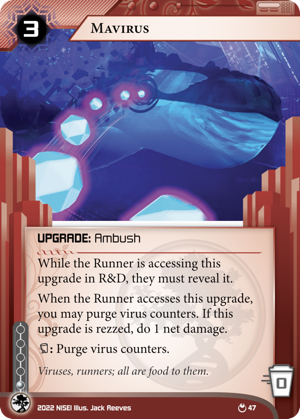 3
Mavirus
UPGRADE: Ambush
While the Runner is accessing this
upgrade in R&D, they must reveal it.
When the Runner accesses this upgrade,
you may purge virus counters. If this
upgrade is rezzed, do 1 net damage.
: Purge virus counters.
Viruses, runners; all are food to them.
0
2022 NISEI Illus. Jack Reeves
47